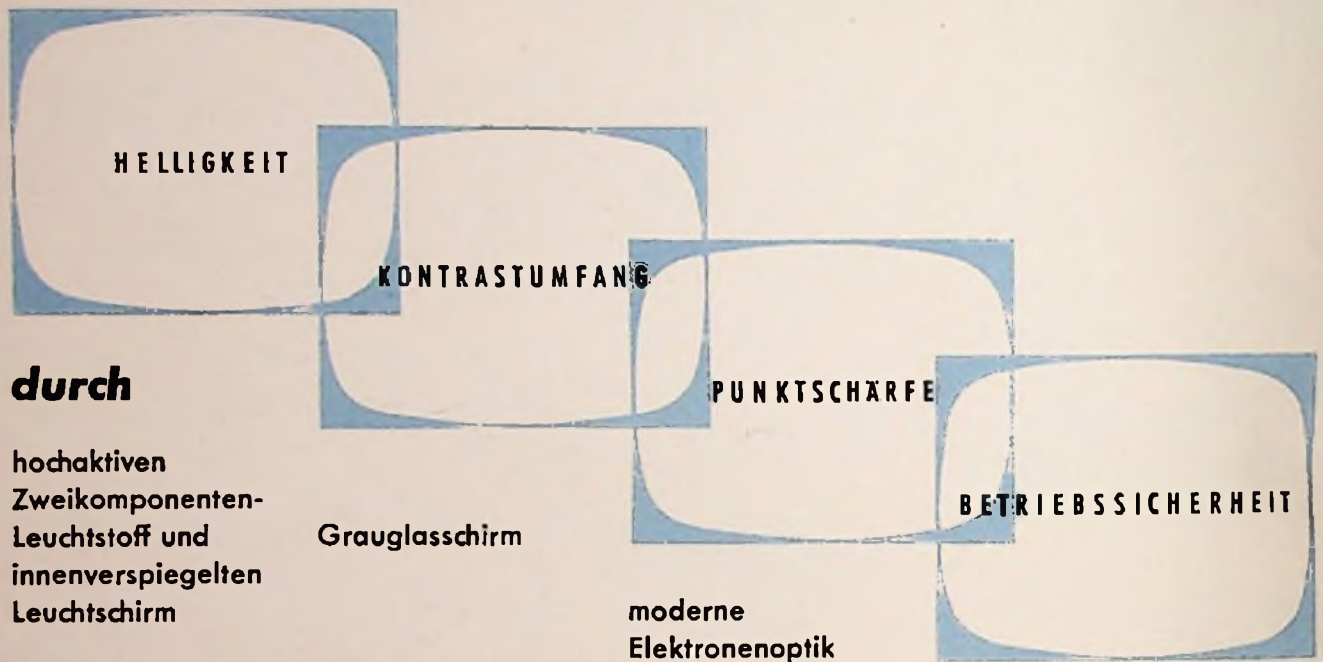 HELLIGKEIT
KONTRASTUMFANG
PUNKTSCHÄRFE
BETRIEBSSICHERHEIT
durch
hochaktiven
Zweikomponenten-
Leuchtstoff und
innenverspiegelten
Leuchtschirm
Grauglasschirm
moderne
Elektronenoptik